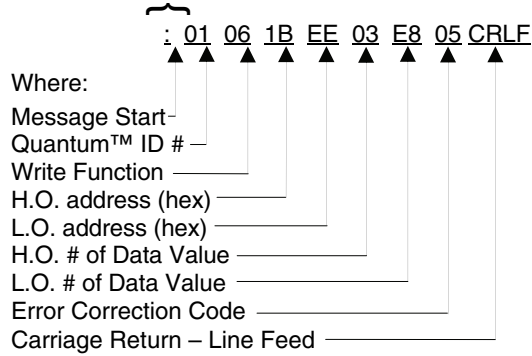 : 01 06 1B EE 03 E8 05 CRLF
Where:
Message Start
Quantum™ ID #
Write Function
H.O. address (hex)
L.O. address (hex)
H.O. # of Data Value
L.O. # of Data Value
Error Correction Code
Carriage Return – Line Feed